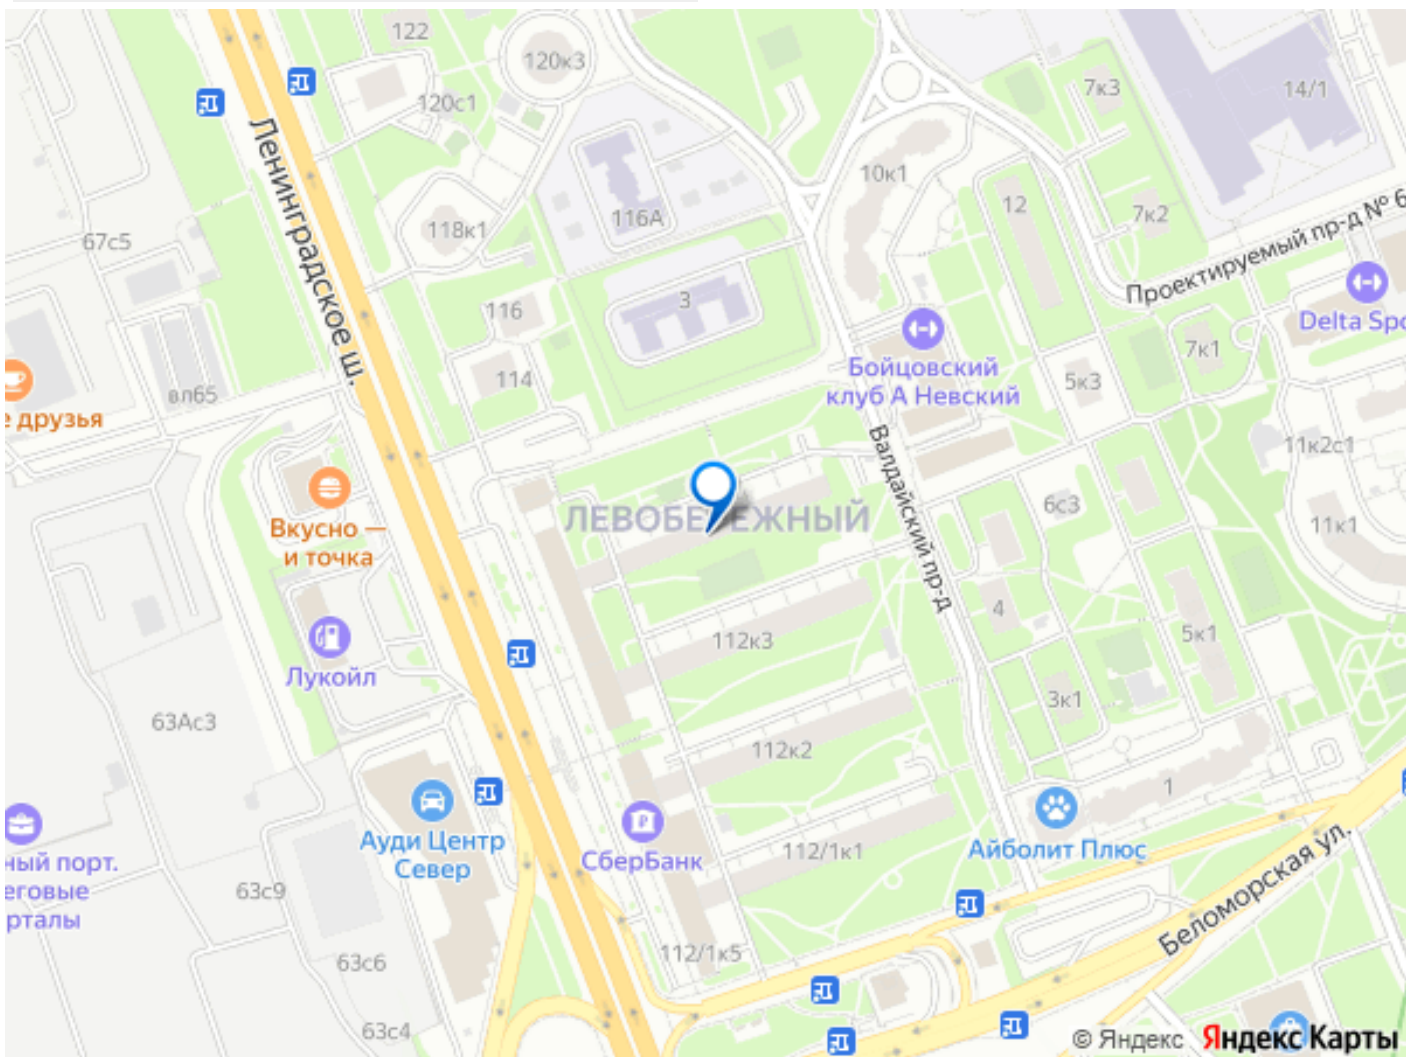 122
120к3
7к3
14/1
120с1
Ленинградское ш.
10к1
12
7к2
116А
118к1
67с5
Проектируемый пр-д № 6
3
116
Delta Spo
7к1
Бойцовский
клуб А Невский
5к3
114
вл65
е друзья
Валдайский пр-д
11к2с1
6с3
11к1
ЛЕВОБЕРЕЖНЫЙ
Вкусно —
и точка
4
5к1
112к3
Лукойл
3к1
63Ас3
112к2
1
Ауди Центр
Север
СберБанк
112/1к1
Айболит Плюс
ный порт.
еговые
рталы
63с9
Беломорская ул.
112/1к5
63с6
63с4
© Яндекс Яндекс Карты